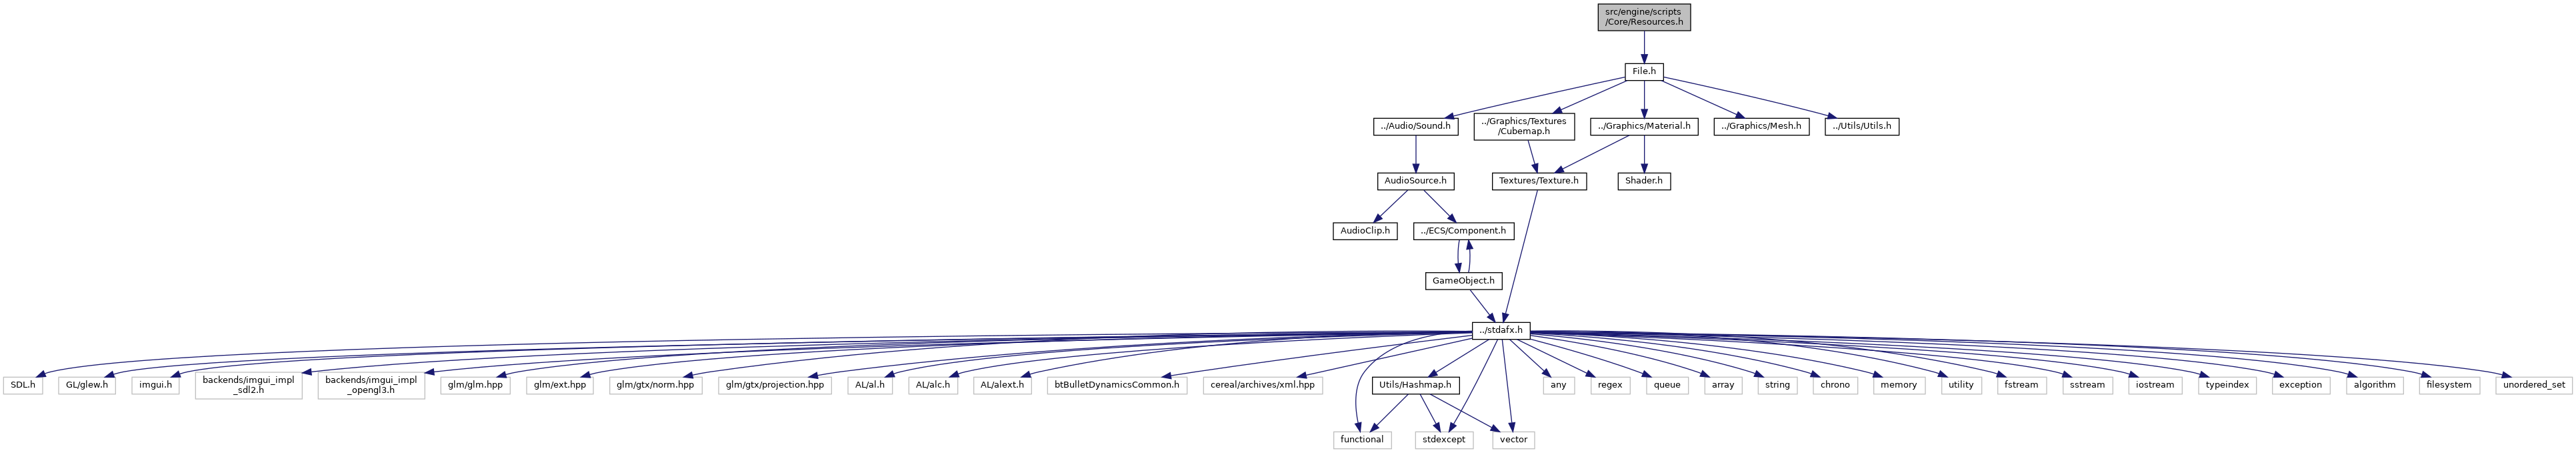 src/engine/scripts
/Core/Resources.h
File.h
../Audio/Sound.h
../Graphics/Textures
/Cubemap.h
../Graphics/Material.h
../Graphics/Mesh.h
../Utils/Utils.h
AudioSource.h
Textures/Texture.h
Shader.h
AudioClip.h
../ECS/Component.h
GameObject.h
../stdafx.h
SDL.h
GL/glew.h
imgui.h
backends/imgui_impl
_sdl2.h
backends/imgui_impl
_opengl3.h
glm/glm.hpp
glm/ext.hpp
glm/gtx/norm.hpp
glm/gtx/projection.hpp
AL/al.h
AL/alc.h
AL/alext.h
btBulletDynamicsCommon.h
cereal/archives/xml.hpp
Utils/Hashmap.h
any
regex
queue
array
string
chrono
memory
utility
fstream
sstream
iostream
typeindex
exception
algorithm
filesystem
unordered_set
functional
stdexcept
vector